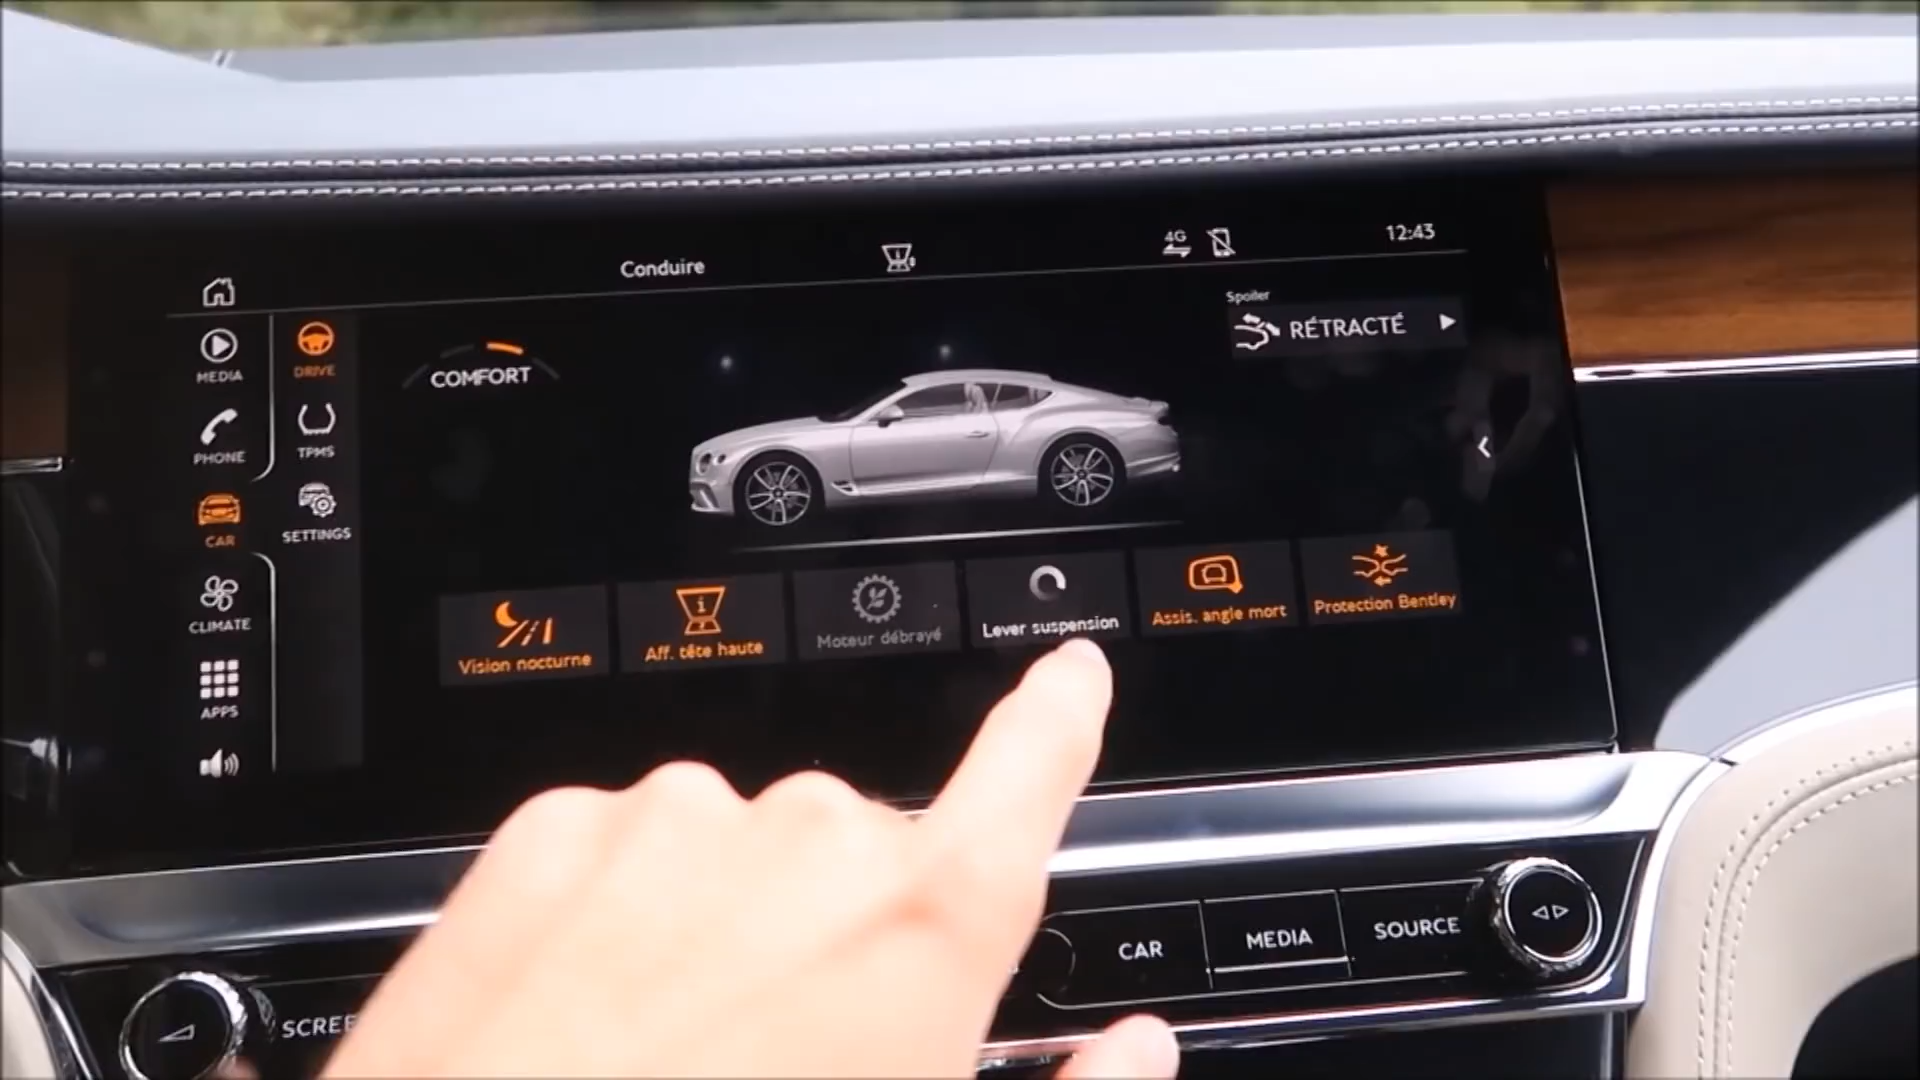 Conduire
4G
12:43
MEDIA
PHONE
CAR
CLIMATE
APPS
DRIVE
TPMS
SETTINGS
COMFORT
Spoiler
RÉTRACTÉ
Vision nocturne
Aff. tête haute
Moteur débrayé
Lever suspension
Assis. angle mort
Protection Bentley
CAR
MEDIA
SOURCE